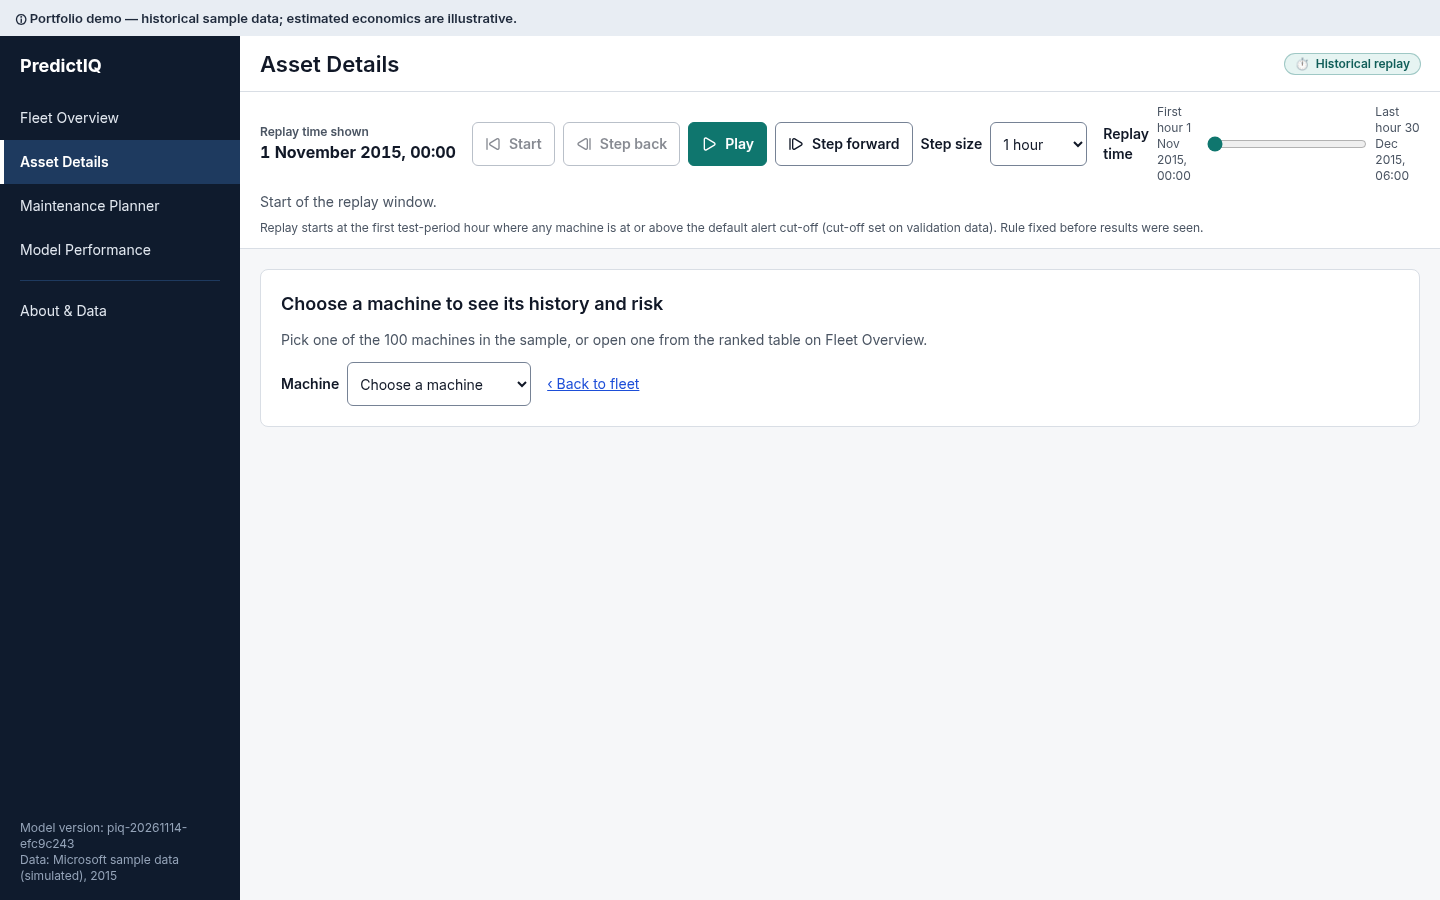 Portfolio demo — historical sample data; estimated economics are illustrative.
PredictIQ
Fleet Overview
Asset Details
Maintenance Planner
Model Performance
About & Data
Model version: piq-20261114-
efc9c243
Data: Microsoft sample data
(simulated), 2015
Asset Details
Historical replay
Replay time shown
1 November 2015, 00:00
Start
Step back
Play
Step forward
Step size
1 hour
Replay
time
First
hour 1
Nov
2015,
00:00
Last
hour 30
Dec
2015,
06:00
Start of the replay window.
Replay starts at the first test-period hour where any machine is at or above the default alert cut-off (cut-off set on validation data). Rule fixed before results were seen.
Choose a machine to see its history and risk
Pick one of the 100 machines in the sample, or open one from the ranked table on Fleet Overview.
Machine
Choose a machine
‹ Back to fleet